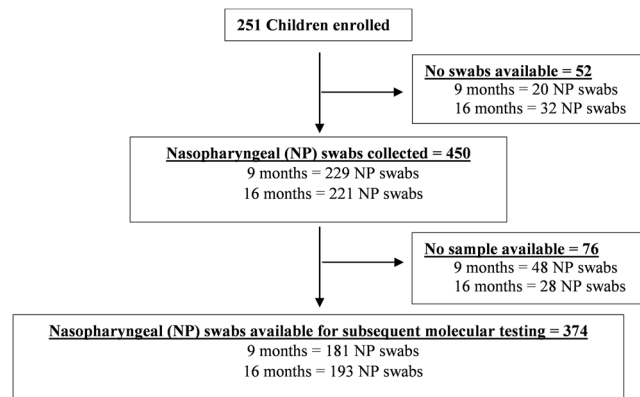 251 Children enrolled
No swabs available = 52
9 months = 20 NP swabs
16 months = 32 NP swabs
Nasopharyngeal (NP) swabs collected = 450
9 months = 229 NP swabs
16 months = 221 NP swabs
No sample available = 76
9 months = 48 NP swabs
16 months = 28 NP swabs
Nasopharyngeal (NP) swabs available for subsequent molecular testing = 374
9 months = 181 NP swabs
16 months = 193 NP swabs